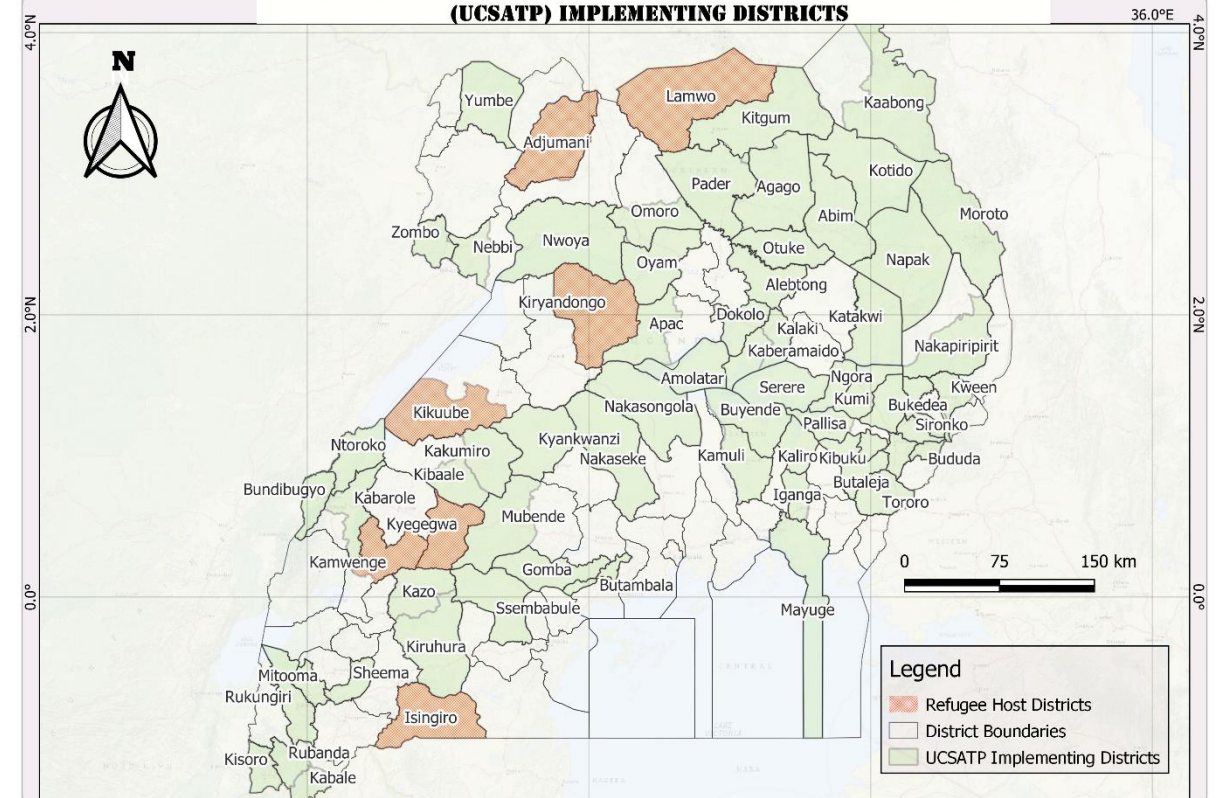 (UCSATP) IMPLEMENTING DISTRICTS
36.0°E
4.0°N
4.0°N
N
Lamwo
Yumbe
Kaabong
Kitgum
Adjumani
Kotido
Pader
Agago
Omoro
Abim
Moroto
Zombo
Nebbi
Nwoya
Otuke
Napak
Oyam
Alebtong
Kiryandongo
2.0°N
2.0°N
Dokolo
Katakwi
Apac
Kalaki
Kaberamaido
Nakapiripirit
Amolatar
Serere
Ngora
Kween
Kumi
Bukedea
Nakasongola
Buyende
Kikuube
Pallisa
Sironko
Ntoroko
Kakumiro
Kyankwanzi
Nakaseke
Kamuli
Kaliro
Kibuku
Bududa
Kibaale
Butaleja
Bundibugyo
Kabarole
Iganga
Tororo
Kyegegwa
Mubende
Kamwenge
Gomba
0 75 150 km
Kazo
Butambala
0.0°
0.0°
Ssembabule
Mayuge
Kiruhura
Mitooma
Sheema
Rukungiri
CENTRAL
Isingiro
Kisoro
Rubanda
Kabale
Legend
Refugee Host Districts
District Boundaries
UCSATP Implementing Districts